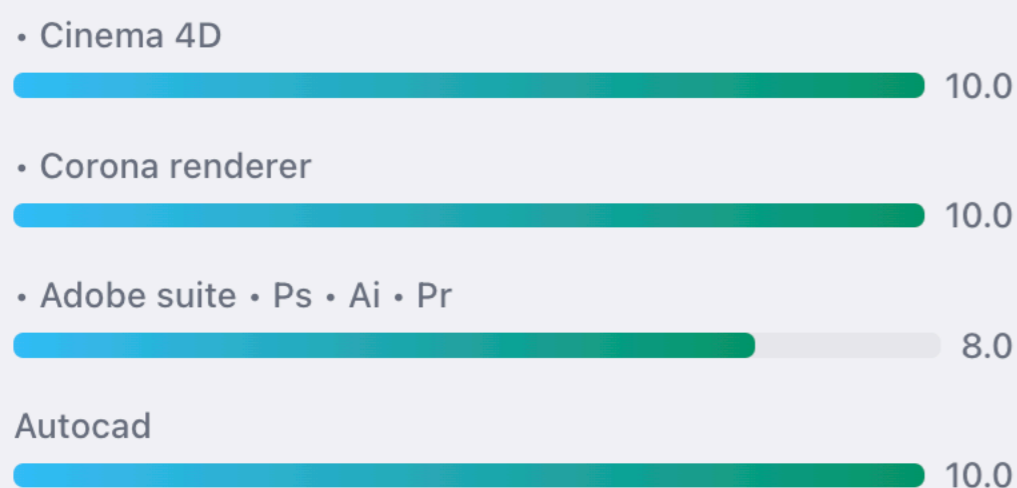 • Cinema 4D
10.0
• Corona renderer
10.0
• Adobe suite • Ps • Ai • Pr
8.0
Autocad
10.0